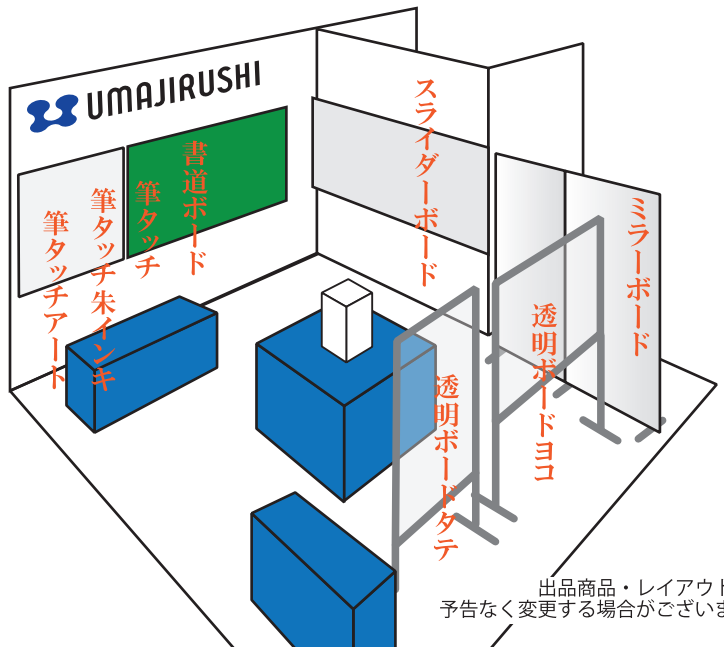 UMAJIRUSHI
書道ボード
筆タッチ
筆タッチ朱インキ
筆タッチアート
スライダーボード
ミラーボード
透明ボードヨコ
透明ボードタテ
出品商品・レイアウト
予告なく変更する場合がございま